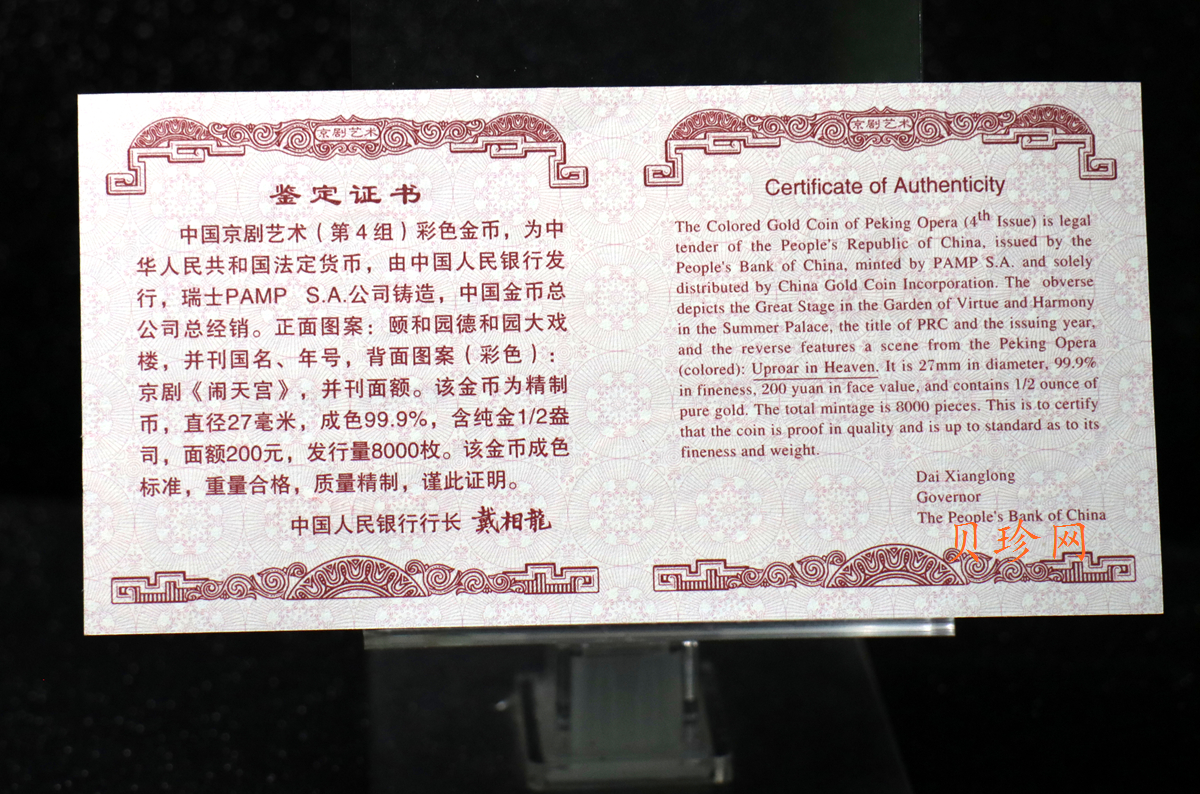 京剧艺术
鉴定证书
中国京剧艺术（第4组）彩色金币，为中
华人民共和国法定货币，由中国人民银行发
行，瑞士PAMP S.A.公司铸造，中国金币总
公司总经销。正面图案：颐和园德和园大戏
楼，并刊国名、年号，背面图案（彩色）：
京剧《闹天宫》，并刊面额。该金币为精制
币，直径27毫米，成色99.9%，含纯金1/2盎
司，面额200元，发行量8000枚。该金币成色
标准，重量合格，质量精制，谨此证明。
中国人民银行行长 戴相龍
京剧艺术
Certificate of Authenticity
The Colored Gold Coin of Peking Opera (4th Issue) is legal
tender of the People's Republic of China, issued by the
People's Bank of China, minted by PAMP S.A. and solely
distributed by China Gold Coin Incorporation. The obverse
depicts the Great Stage in the Garden of Virtue and Harmony
in the Summer Palace, the title of PRC and the issuing year,
and the reverse features a scene from the Peking Opera
(colored): Uproar in Heaven. It is 27mm in diameter, 99.9%
in fineness, 200 yuan in face value, and contains 1/2 ounce of
pure gold. The total mintage is 8000 pieces. This is to certify
that the coin is proof in quality and is up to standard as to its
fineness and weight.
Dai Xianglong
Governor
The People's Bank of China
贝珍网